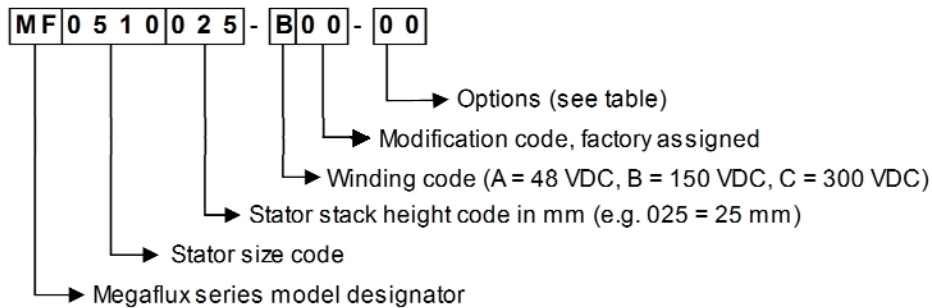 MF0510025-B00-00
Options (see table)
Modification code, factory assigned
Winding code (A = 48 VDC, B = 150 VDC, C = 300 VDC)
Stator stack height code in mm (e.g. 025 = 25 mm)
Stator size code
Megaflux series model designator